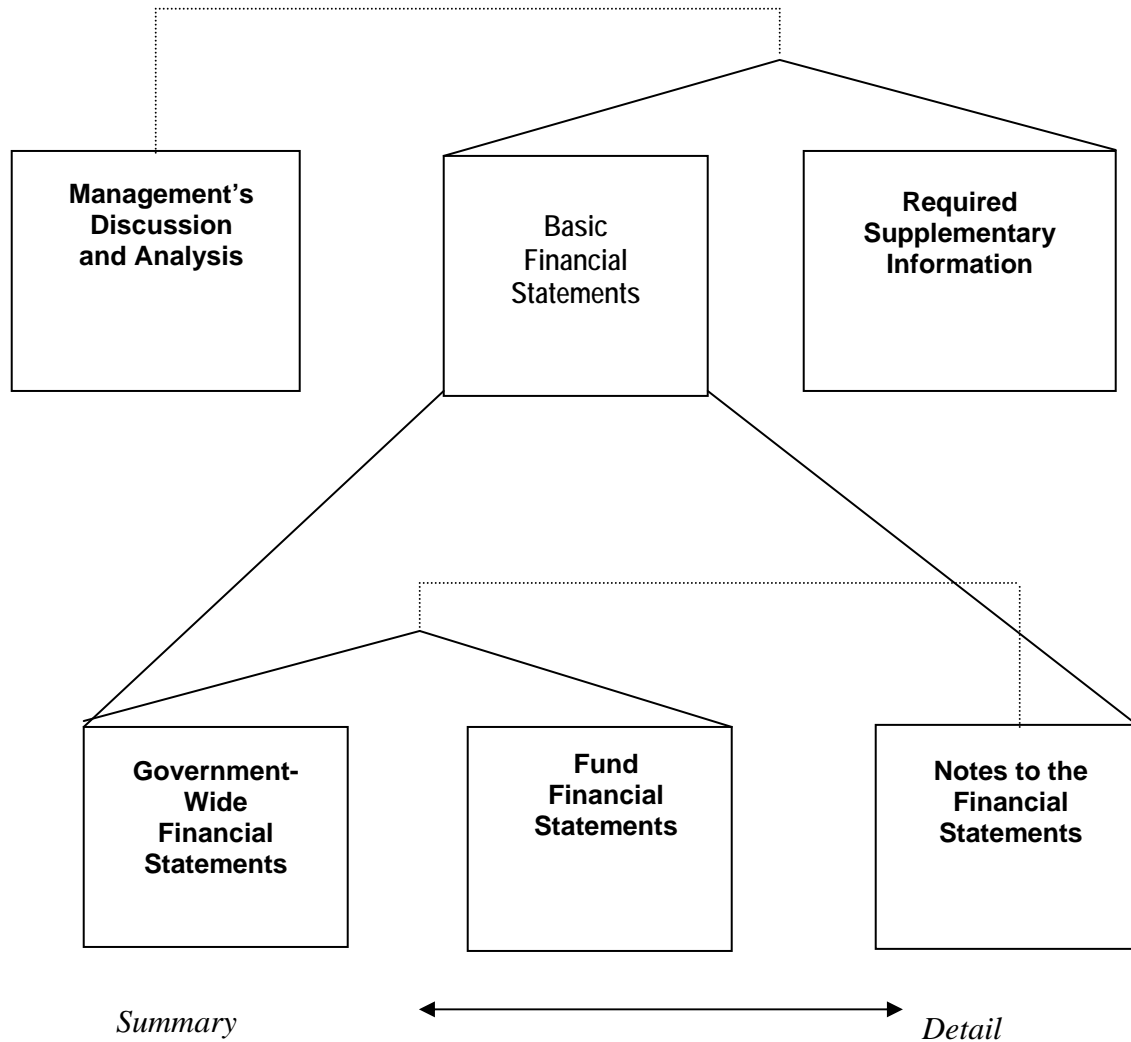 Management’s
Discussion
and Analysis
Basic
Financial
Statements
Required
Supplementary
Information
Government-
Wide
Financial
Statements
Fund
Financial
Statements
Notes to the
Financial
Statements
Summary
Detail